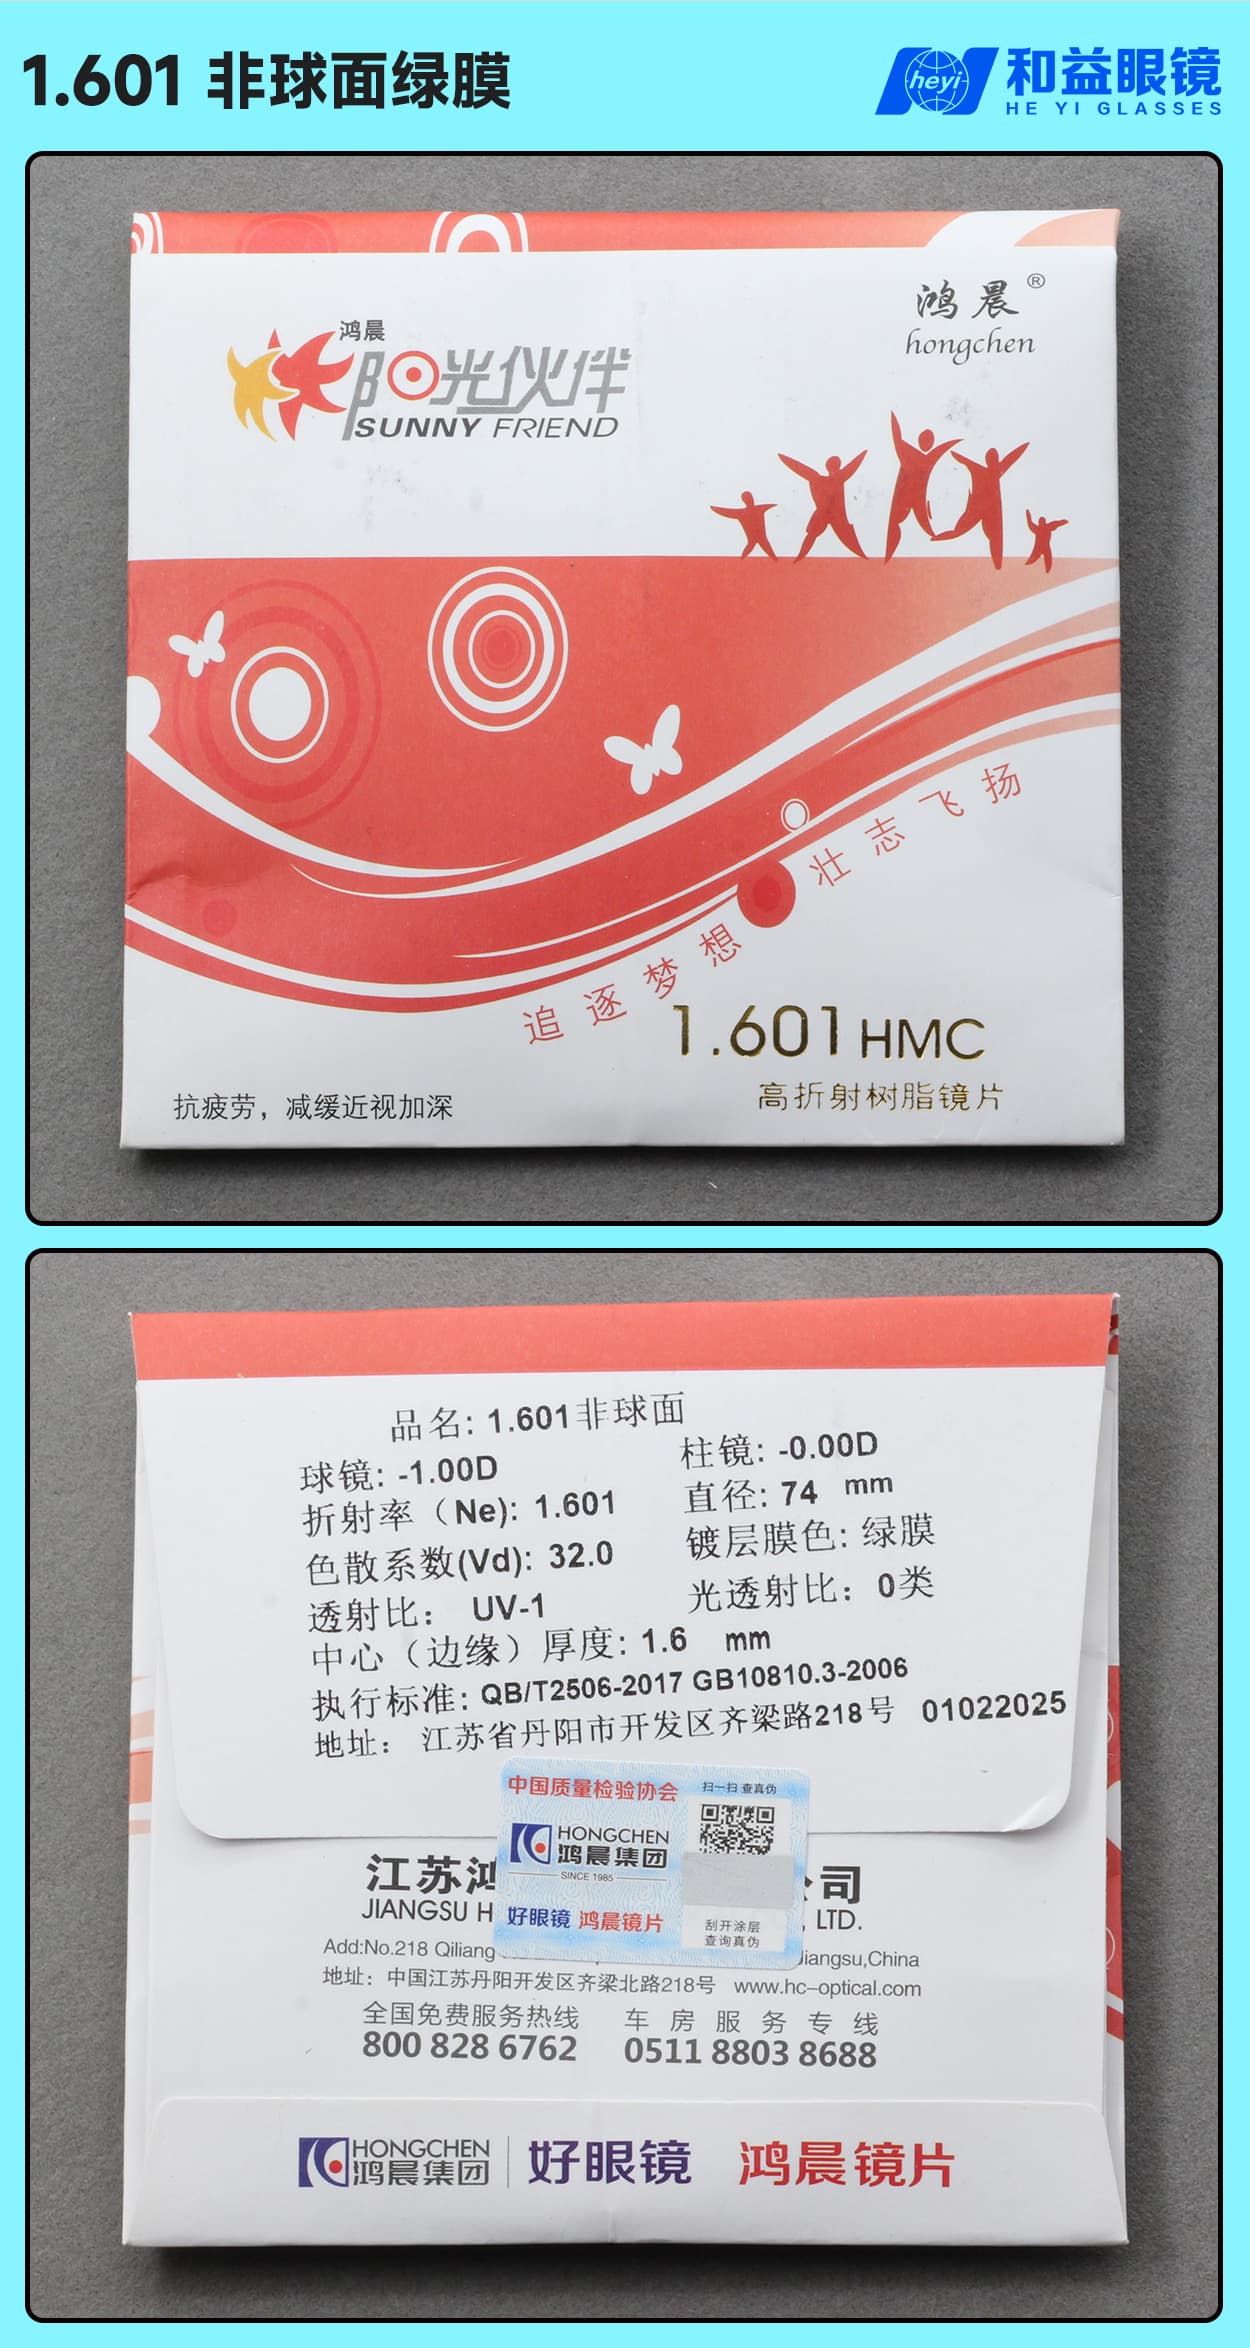 1.601 非球面绿膜
heyi
和益眼镜
HE YI GLASSES
鸿晨®
hongchen
鸿晨
阳光伙伴
SUNNY FRIEND
追逐梦想 壮志飞扬
1.601 HMC
高折射树脂镜片
抗疲劳，减缓近视加深
品名: 1.601非球面
球镜: -1.00D 柱镜: -0.00D
折射率（Ne): 1.601 直径: 74 mm
色散系数(Vd): 32.0 镀层膜色: 绿膜
透射比： UV-1 光透射比： 0类
中心（边缘）厚度: 1.6 mm
执行标准: QB/T2506-2017 GB10810.3-2006
地址： 江苏省丹阳市开发区齐梁路218号 01022025
中国质量检验协会
扫一扫 查真伪
HONGCHEN
鸿晨集团
SINCE 1985
好眼镜 鸿晨镜片
刮开涂层
查询真伪
江苏鸿 公司
JIANGSU H , LTD.
Add:No.218 Qiliang Jiangsu,China
地址：中国江苏丹阳开发区齐梁北路218号 www.hc-optical.com
全国免费服务热线 车房服务专线
800 828 6762 0511 8803 8688
HONGCHEN
鸿晨集团
好眼镜 鸿晨镜片